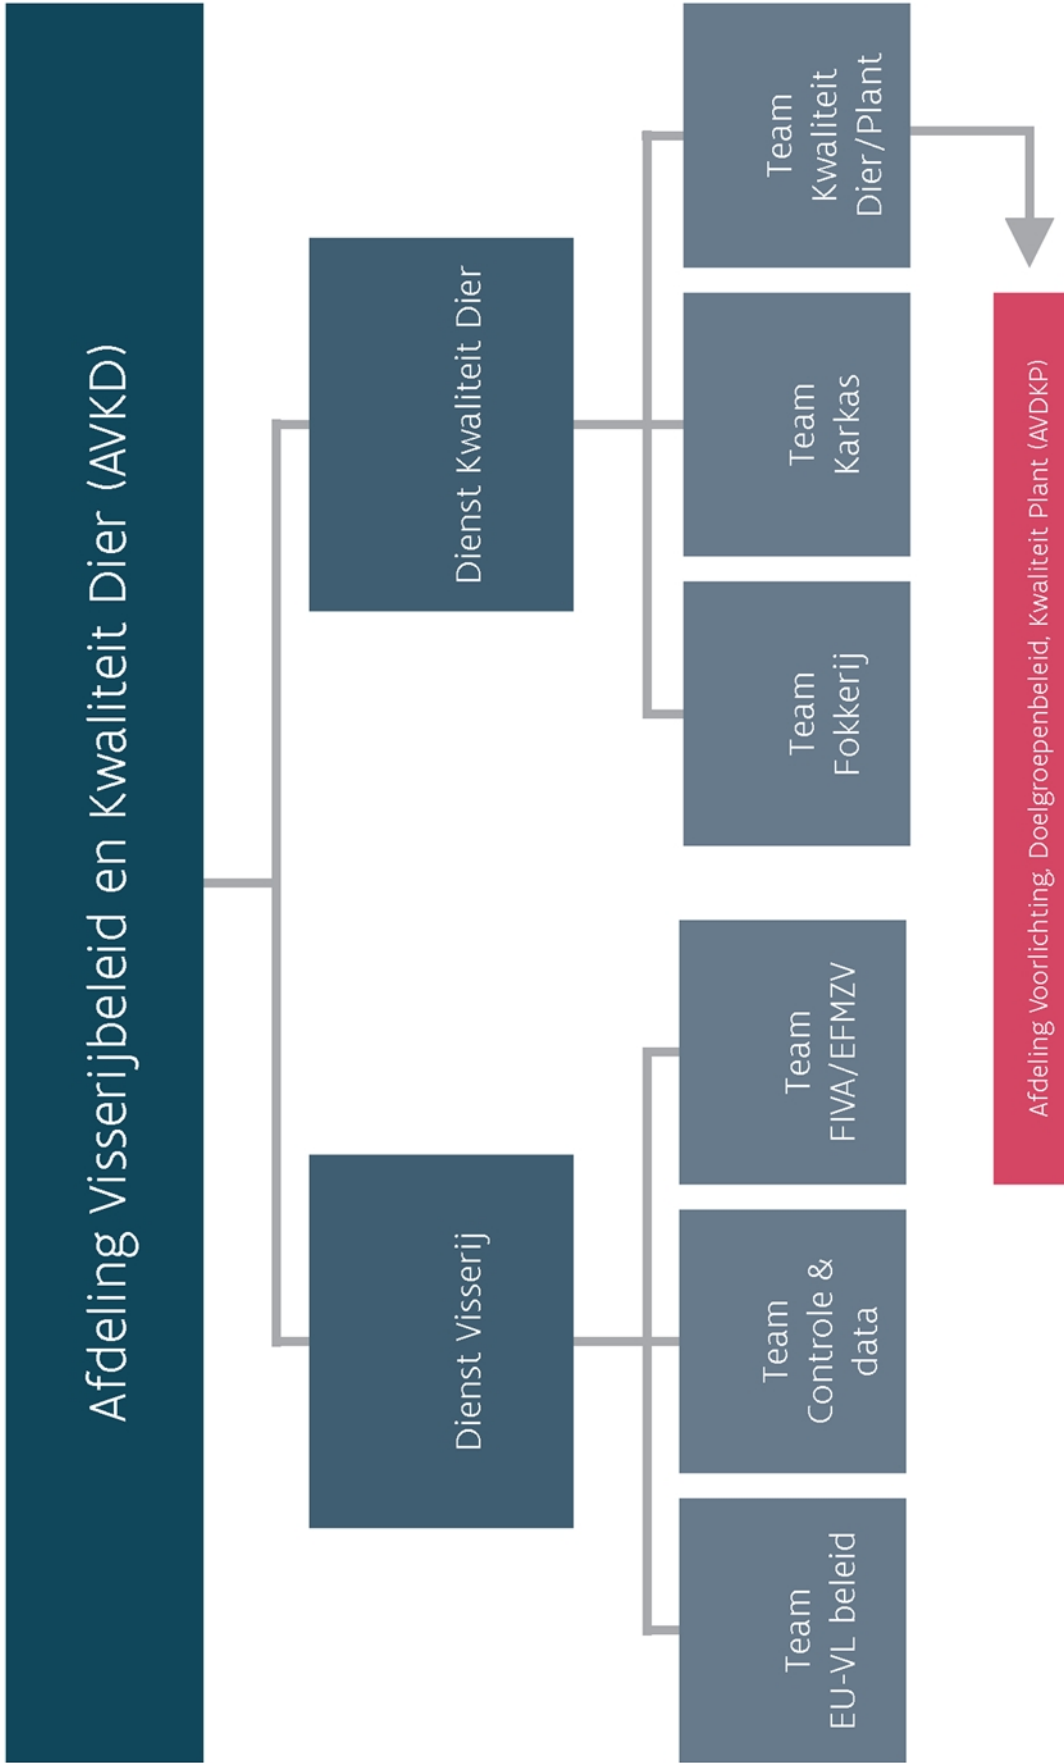 Afdeling Visserijbeleid en Kwaliteit Dier (AVKD)
Dienst Visserij
Dienst Kwaliteit Dier
Team
EU-VL beleid
Team
Controle &
data
Team
FIVA/EFMZV
Team
Fokkerij
Team
Karkas
Team
Kwaliteit
Dier/Plant
Afdeling Voorlichting, Doelgroepenbeleid, Kwaliteit Plant (AVDKP)